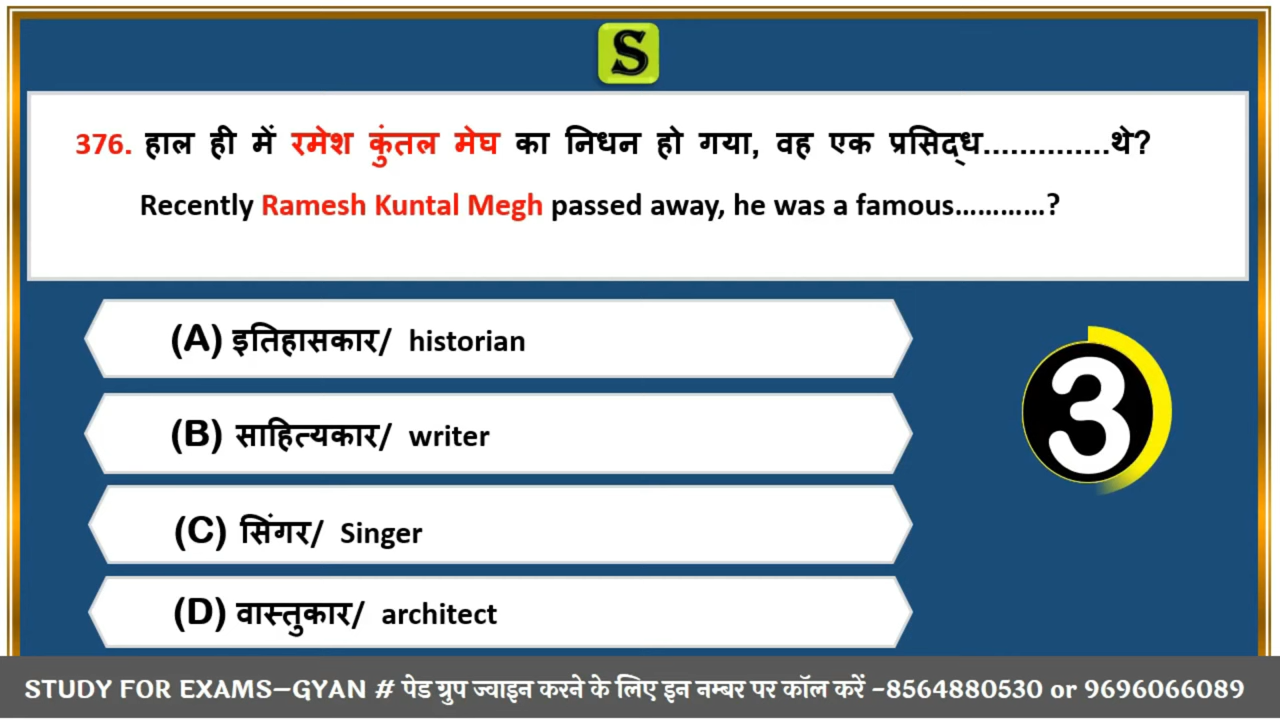 S
376. हाल ही में रमेश कुंतल मेघ का निधन हो गया, वह एक प्रसिद्ध..............थे?
Recently Ramesh Kuntal Megh passed away, he was a famous............?
(A) इतिहासकार/ historian
(B) साहित्यकार/ writer
3
(C) सिंगर/ Singer
(D) वास्तुकार/ architect
STUDY FOR EXAMS–GYAN # पेड ग्रुप ज्वाइन करने के लिए इन नम्बर पर कॉल करें -8564880530 or 9696066089